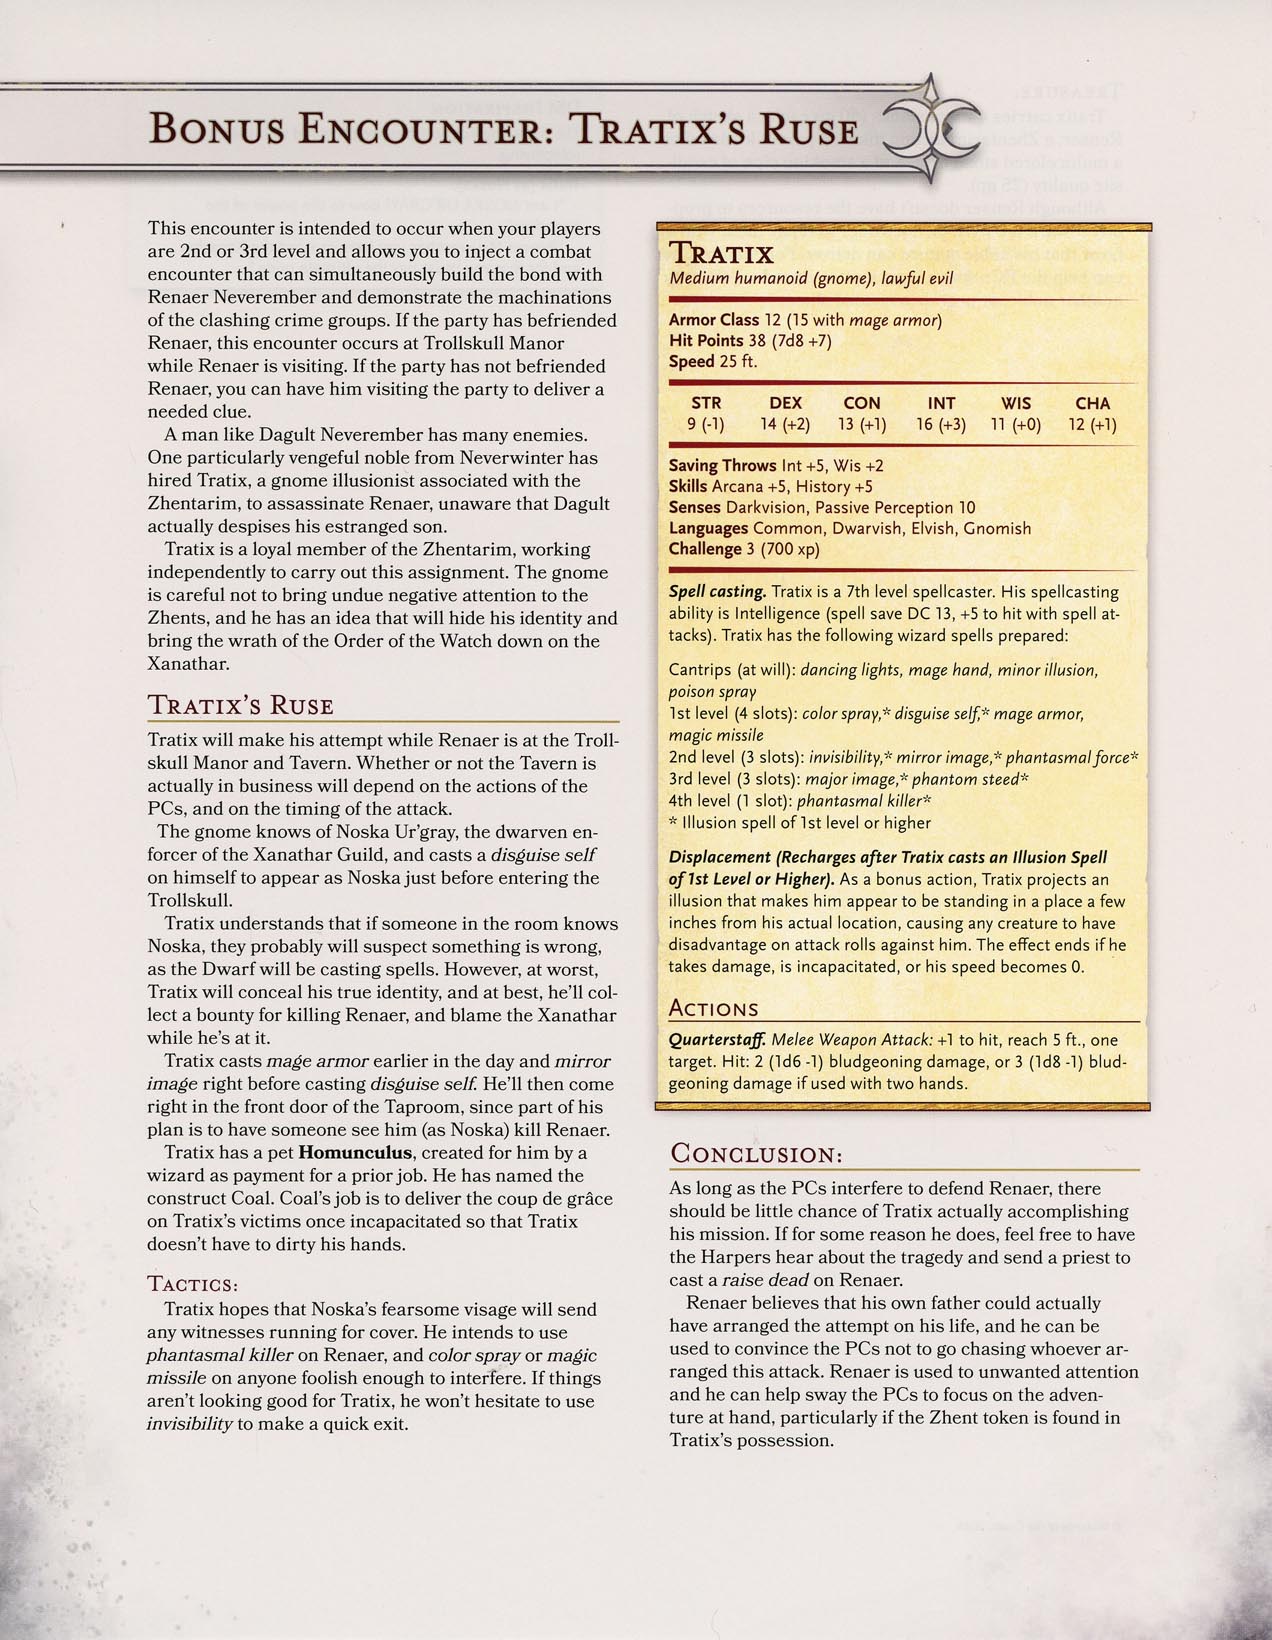 BONUS ENCOUNTER: TRATIX'S RUSE
This encounter is intended to occur when your players
are 2nd or 3rd level and allows you to inject a combat
encounter that can simultaneously build the bond with
Renaer Neverember and demonstrate the machinations
of the clashing crime groups. If the party has befriended
Renaer, this encounter occurs at Trollskull Manor
while Renaer is visiting. If the party has not befriended
Renaer, you can have him visiting the party to deliver a
needed clue.
A man like Dagult Neverember has many enemies.
One particularly vengeful noble from Neverwinter has
hired Tratix, a gnome illusionist associated with the
Zhentarim, to assassinate Renaer, unaware that Dagult
actually despises his estranged son.
Tratix is a loyal member of the Zhentarim, working
independently to carry out this assignment. The gnome
is careful not to bring undue negative attention to the
Zhents, and he has an idea that will hide his identity and
bring the wrath of the Order of the Watch down on the
Xanathar.
TRATIX'S RUSE
Tratix will make his attempt while Renaer is at the Troll-
skull Manor and Tavern. Whether or not the Tavern is
actually in business will depend on the actions of the
PCs, and on the timing of the attack.
The gnome knows of Noska Ur'gray, the dwarven en-
forcer of the Xanathar Guild, and casts a disguise self
on himself to appear as Noska just before entering the
Trollskull.
Tratix understands that if someone in the room knows
Noska, they probably will suspect something is wrong,
as the Dwarf will be casting spells. However, at worst,
Tratix will conceal his true identity, and at best, he'll col-
lect a bounty for killing Renaer, and blame the Xanathar
while he's at it.
Tratix casts mage armor earlier in the day and mirror
image right before casting disguise self. He'll then come
right in the front door of the Taproom, since part of his
plan is to have someone see him (as Noska) kill Renaer.
Tratix has a pet Homunculus, created for him by a
wizard as payment for a prior job. He has named the
construct Coal. Coal's job is to deliver the coup de grâce
on Tratix's victims once incapacitated so that Tratix
doesn't have to dirty his hands.
TACTICS:
Tratix hopes that Noska's fearsome visage will send
any witnesses running for cover. He intends to use
phantasmal killer on Renaer, and color spray or magic
missile on anyone foolish enough to interfere. If things
aren't looking good for Tratix, he won't hesitate to use
invisibility to make a quick exit.
TRATIX
Medium humanoid (gnome), lawful evil
Armor Class 12 (15 with mage armor)
Hit Points 38 (7d8 +7)
Speed 25 ft.
STR DEX CON INT WIS CHA
9 (-1) 14 (+2) 13 (+1) 16 (+3) 11 (+0) 12 (+1)
Saving Throws Int +5, Wis +2
Skills Arcana +5, History +5
Senses Darkvision, Passive Perception 10
Languages Common, Dwarvish, Elvish, Gnomish
Challenge 3 (700 xp)
Spell casting. Tratix is a 7th level spellcaster. His spellcasting
ability is Intelligence (spell save DC 13, +5 to hit with spell at-
tacks). Tratix has the following wizard spells prepared:
Cantrips (at will): dancing lights, mage hand, minor illusion,
poison spray
1st level (4 slots): color spray,* disguise self,* mage armor,
magic missile
2nd level (3 slots): invisibility,* mirror image,* phantasmal force*
3rd level (3 slots): major image,* phantom steed*
4th level (1 slot): phantasmal killer*
* Illusion spell of 1st level or higher
Displacement (Recharges after Tratix casts an Illusion Spell
of 1st Level or Higher). As a bonus action, Tratix projects an
illusion that makes him appear to be standing in a place a few
inches from his actual location, causing any creature to have
disadvantage on attack rolls against him. The effect ends if he
takes damage, is incapacitated, or his speed becomes 0.
ACTIONS
Quarterstaff. Melee Weapon Attack: +1 to hit, reach 5 ft., one
target. Hit: 2 (1d6 -1) bludgeoning damage, or 3 (1d8 -1) blud-
geoning damage if used with two hands.
CONCLUSION:
As long as the PCs interfere to defend Renaer, there
should be little chance of Tratix actually accomplishing
his mission. If for some reason he does, feel free to have
the Harpers hear about the tragedy and send a priest to
cast a raise dead on Renaer.
Renaer believes that his own father could actually
have arranged the attempt on his life, and he can be
used to convince the PCs not to go chasing whoever ar-
ranged this attack. Renaer is used to unwanted attention
and he can help sway the PCs to focus on the adven-
ture at hand, particularly if the Zhent token is found in
Tratix's possession.